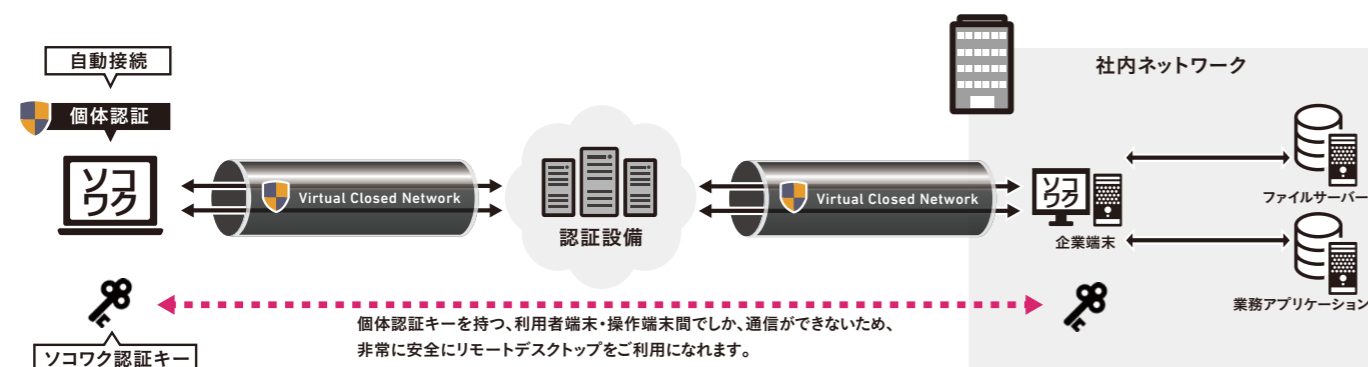 自動接続
個体認証
ソコ
ワク
ソコワク認証キー
Virtual Closed Network
認証設備
Virtual Closed Network
社内ネットワーク
ソコ
ワク
企業端末
ファイルサーバー
業務アプリケーション
個体認証キーを持つ、利用者端末・操作端末間でしか、通信ができないため、
非常に安全にリモートデスクトップをご利用になれます。